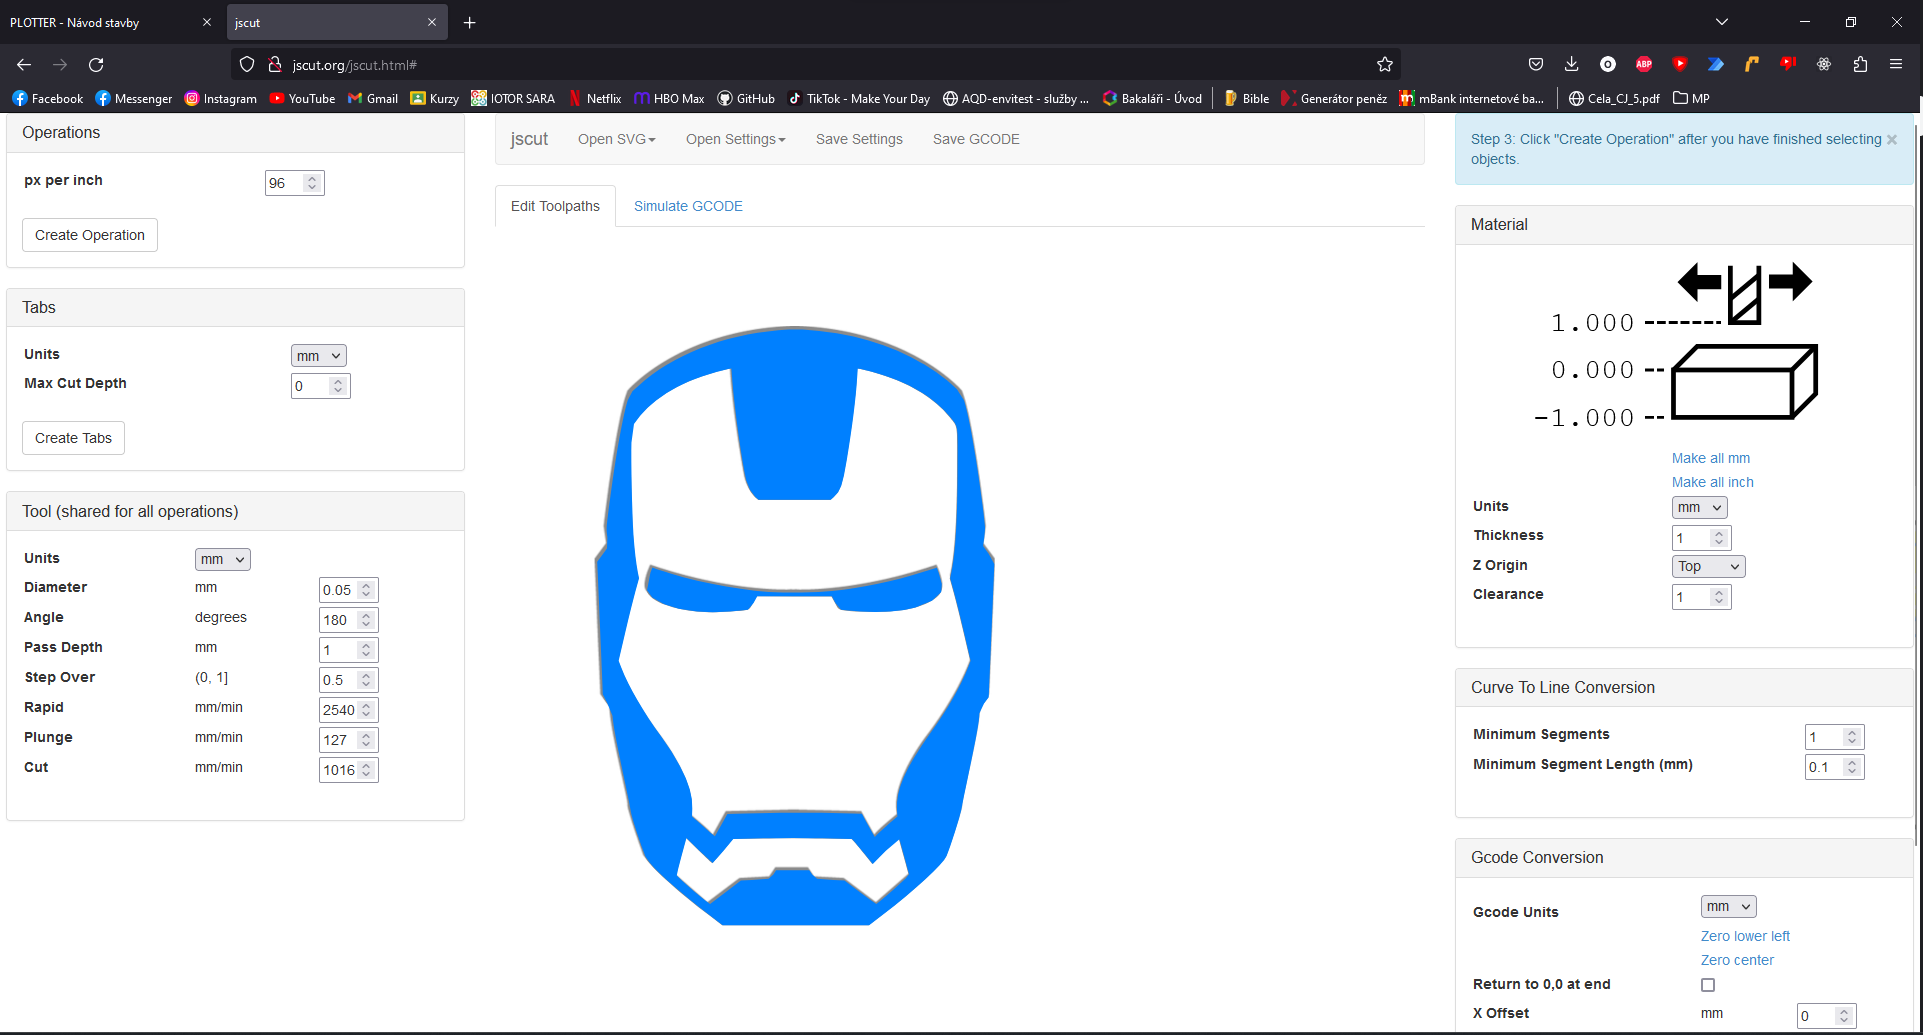 PLOTTER - Návod stavby
jscut
jscut.org/jscut.html#
Facebook Messenger Instagram YouTube Gmail Kurzy IOTOR SARA Netflix HBO Max GitHub TikTok - Make Your Day AQD-envitest - služby ... Bakaláři - Úvod Bible Generátor peněz mBank internetové ba... Cela_CJ_5.pdf MP
Operations
px per inch 96
Create Operation
Tabs
Units mm
Max Cut Depth 0
Create Tabs
Tool (shared for all operations)
Units mm
Diameter mm 0.05
Angle degrees 180
Pass Depth mm 1
Step Over (0, 1] 0.5
Rapid mm/min 2540
Plunge mm/min 127
Cut mm/min 1016
jscut Open SVG Open Settings Save Settings Save GCODE
Edit Toolpaths Simulate GCODE
Step 3: Click "Create Operation" after you have finished selecting
objects.
Material
1.000
0.000
-1.000
Make all mm
Make all inch
Units mm
Thickness 1
Z Origin Top
Clearance 1
Curve To Line Conversion
Minimum Segments 1
Minimum Segment Length (mm) 0.1
Gcode Conversion
Gcode Units mm
Zero lower left
Zero center
Return to 0,0 at end
X Offset mm 0